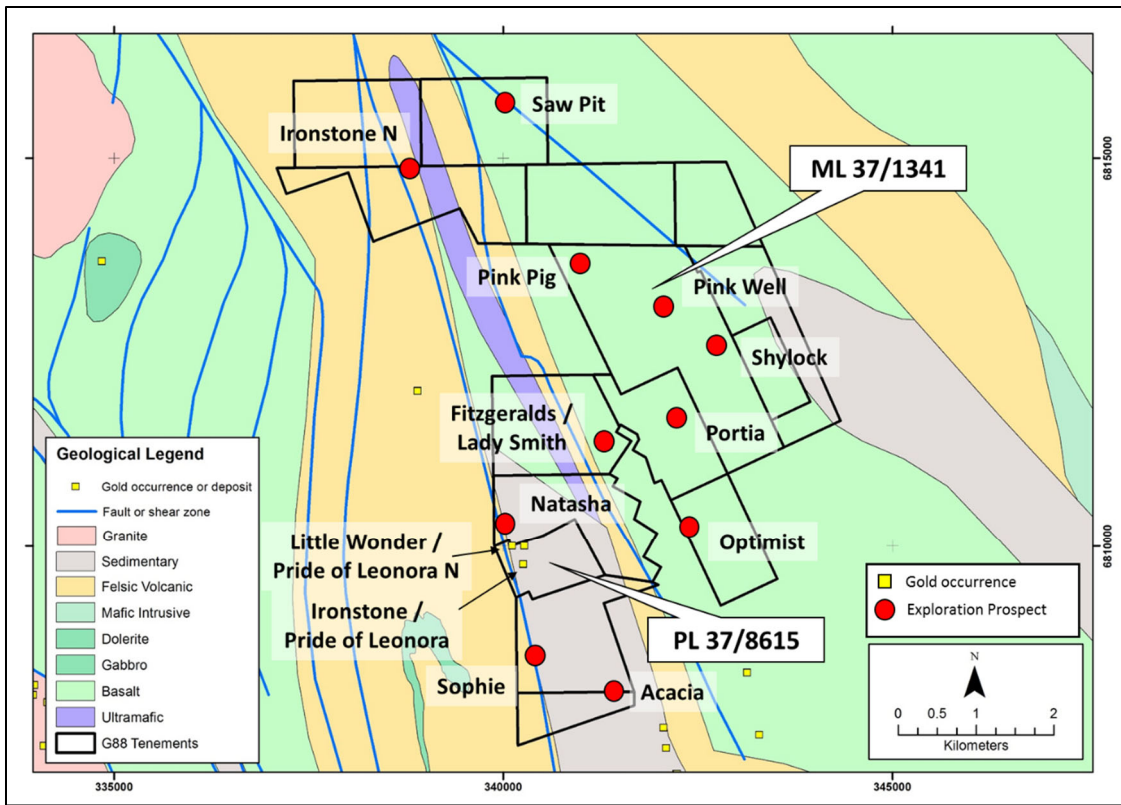 Saw Pit
Ironstone N
6815000
ML 37/1341
Pink Pig
Pink Well
Shylock
Fitzgeralds /
Lady Smith
Portia
Natasha
Optimist
Little Wonder /
Pride of Leonora N
6810000
Ironstone /
Pride of Leonora
PL 37/8615
Sophie
Acacia
Geological Legend
Gold occurrence or deposit
Fault or shear zone
Granite
Sedimentary
Felsic Volcanic
Mafic Intrusive
Dolerite
Gabbro
Basalt
Ultramafic
G88 Tenements
Gold occurrence
Exploration Prospect
N
0 0.5 1 2
Kilometers
335000
340000
345000